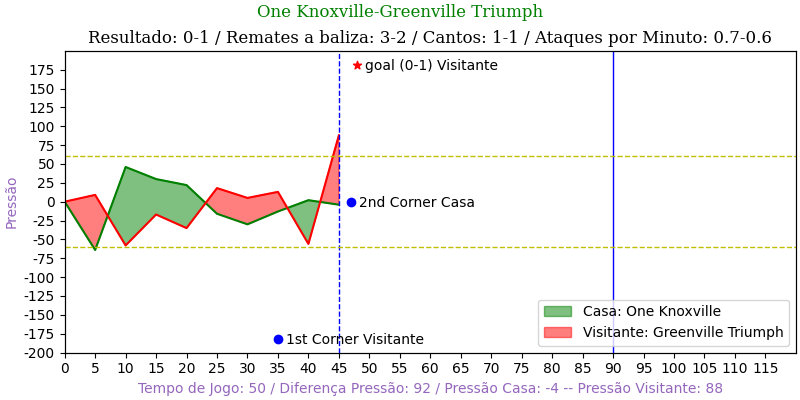 One Knoxville-Greenville Triumph
Resultado: 0-1 / Remates a baliza: 3-2 / Cantos: 1-1 / Ataques por Minuto: 0.7-0.6
175
150
125
100
75
50
25
0
-25
-50
-75
-100
-125
-150
-175
-200
Pressão
goal (0-1) Visitante
2nd Corner Casa
1st Corner Visitante
Casa: One Knoxville
Visitante: Greenville Triumph
0 5 10 15 20 25 30 35 40 45 50 55 60 65 70 75 80 85 90 95 100 105 110 115
Tempo de Jogo: 50 / Diferença Pressão: 92 / Pressão Casa: -4 -- Pressão Visitante: 88